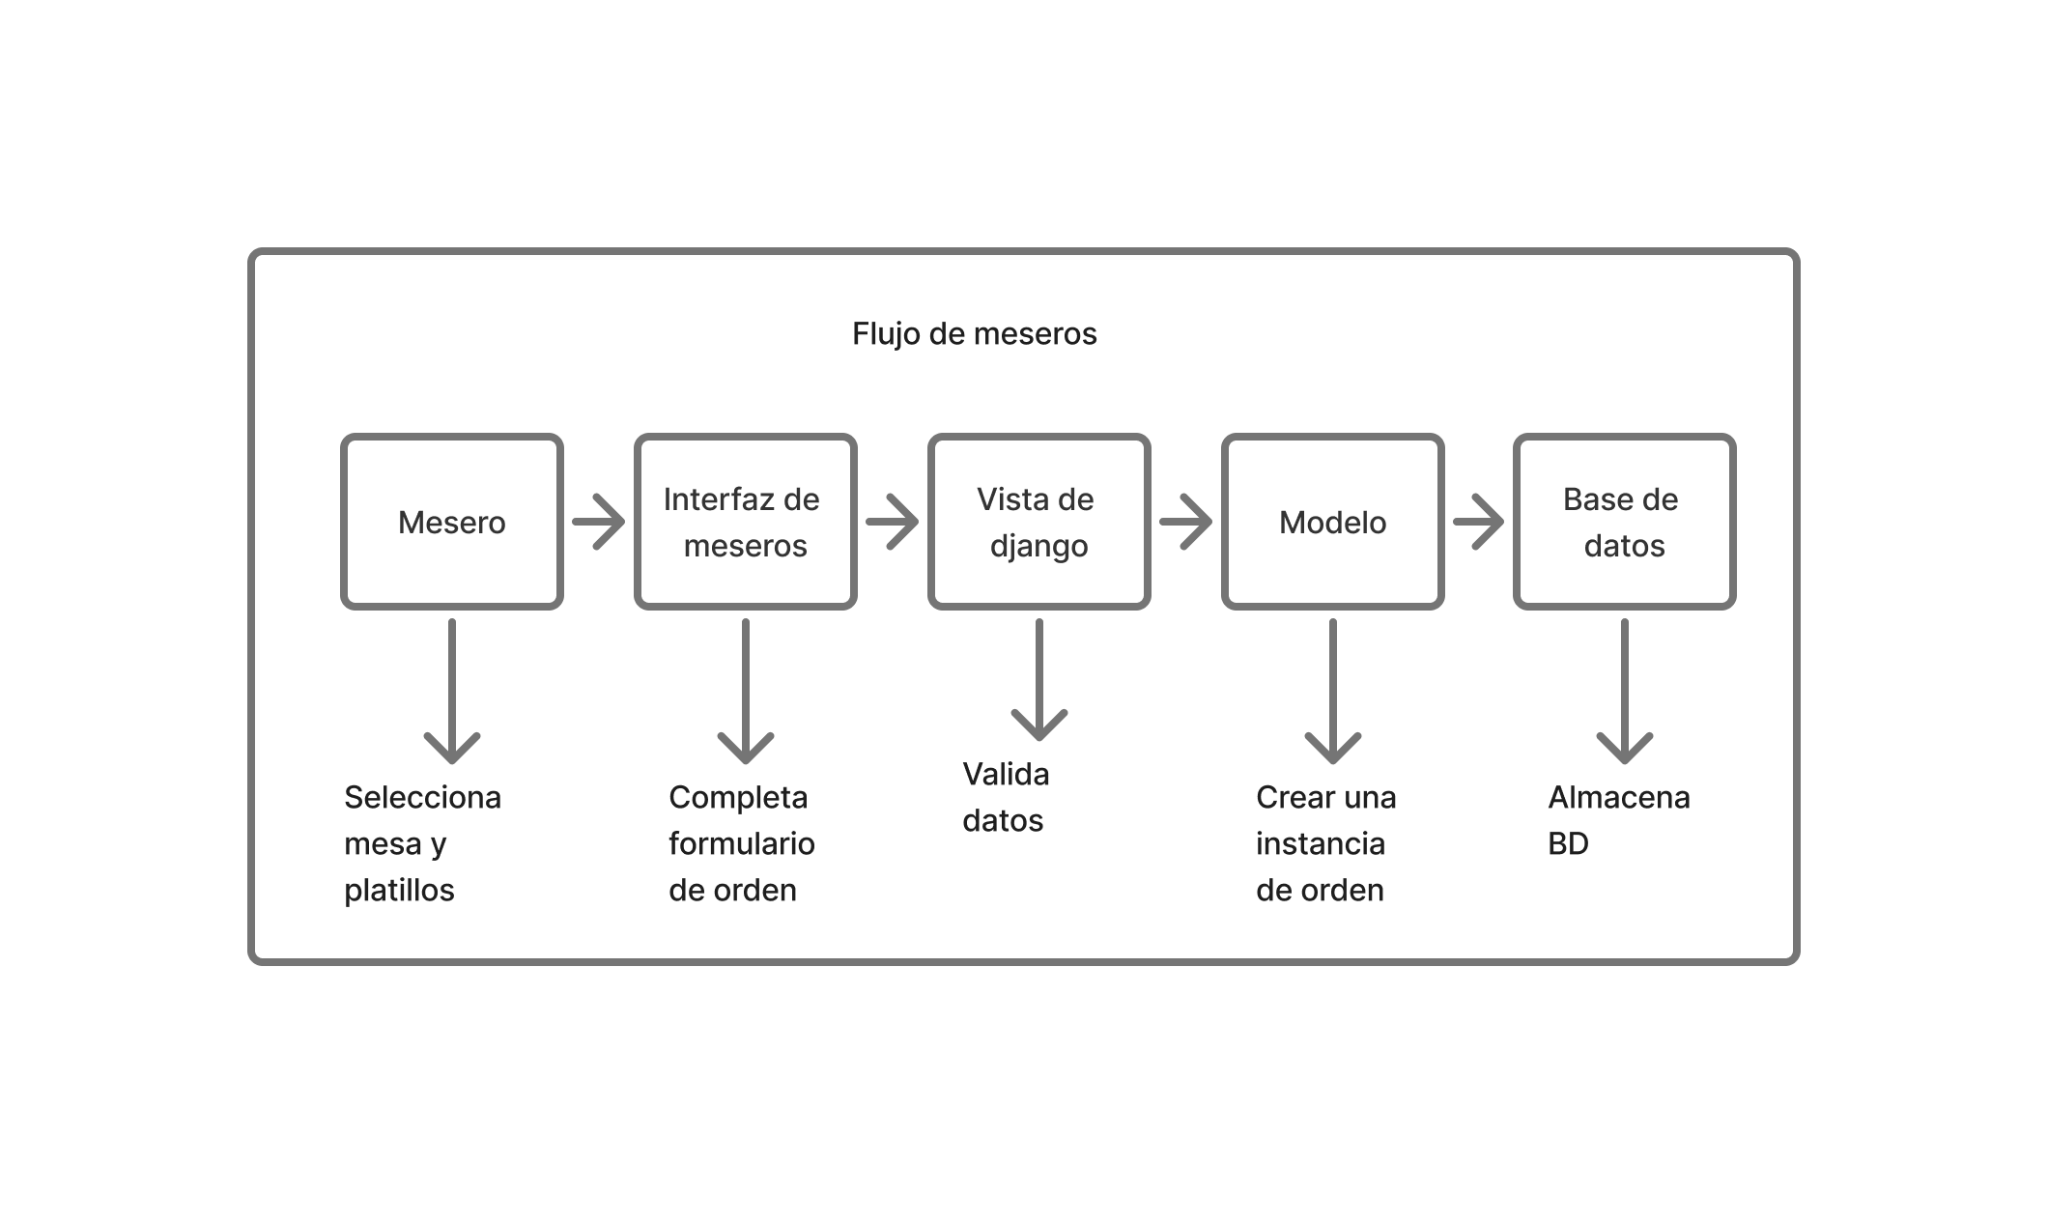 Flujo de meseros
Mesero
Interfaz de
meseros
Vista de
django
Modelo
Base de
datos
Selecciona
mesa y
platillos
Completa
formulario
de orden
Valida
datos
Crear una
instancia
de orden
Almacena
BD